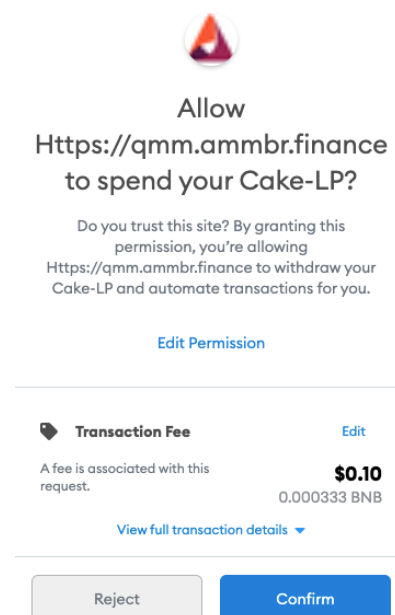 Allow
Https://qmm.ammbr.finance
to spend your Cake-LP?
Do you trust this site? By granting this
permission, you're allowing
Https://qmm.ammbr.finance to withdraw your
Cake-LP and automate transactions for you.
Edit Permission
Transaction Fee
Edit
A fee is associated with this
request.
$0.10
0.000333 BNB
View full transaction details
Reject
Confirm